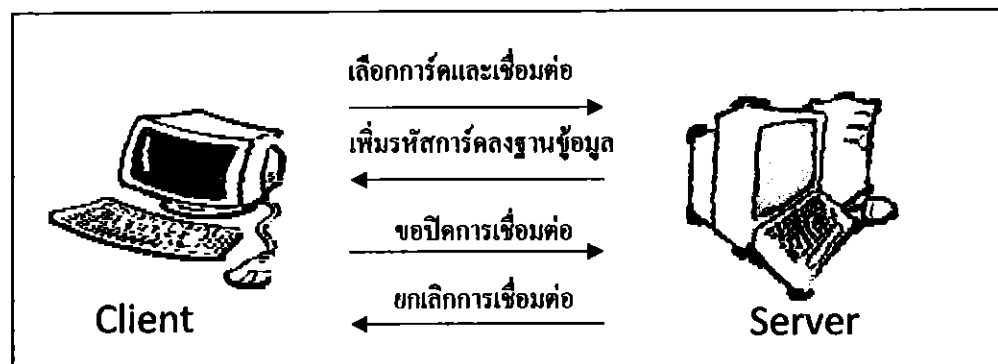 เลือกการ์ดและเชื่อมต่อ
เพิ่มรหัสการ์ดลงฐานข้อมูล
ขอปิดการเชื่อมต่อ
ยกเลิกการเชื่อมต่อ
Client
Server